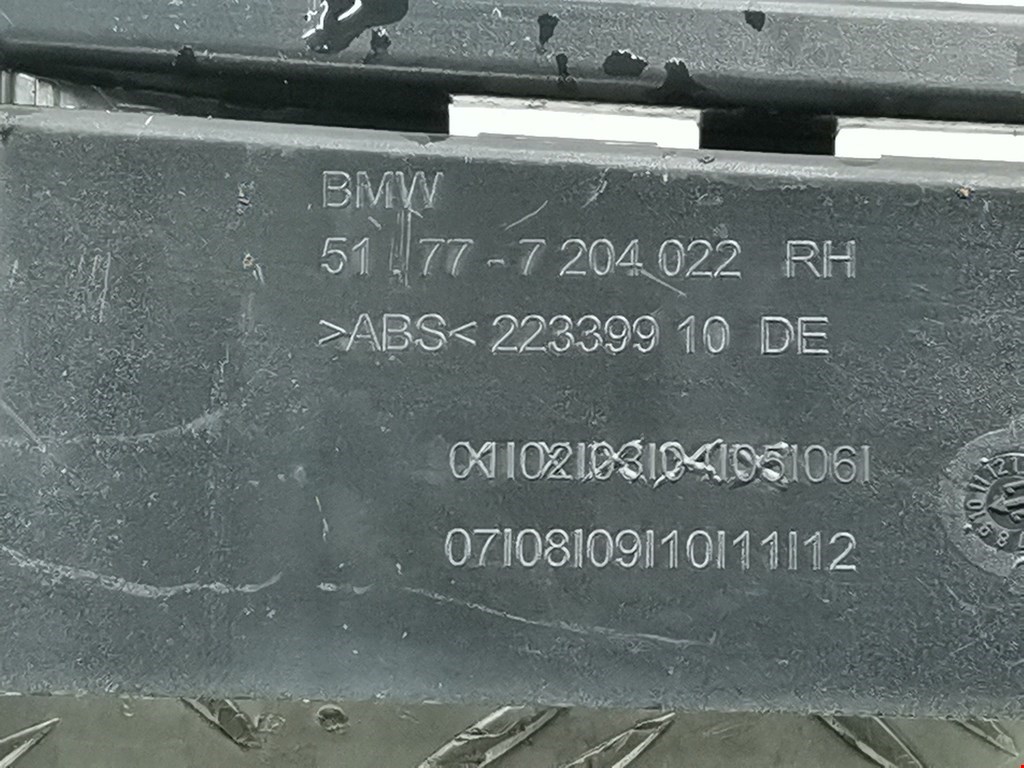 BMW
51.77-7 204 022 RH
>ABS< 223399 10 DE
01|02|03|04|05|06|
07|08|09|10|11|12